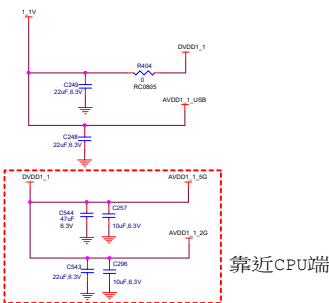 1_1V
DVDD1_1
R404
0
RC0805
C249
22uF,6.3V
AVDD1_1_USB
C248
22uF,6.3V
DVDD1_1
AVDD1_1_5G
C544
47uF
6.3V
C257
10uF,6.3V
AVDD1_1_2G
C543
22uF,6.3V
C296
10uF,6.3V
靠近CPU端